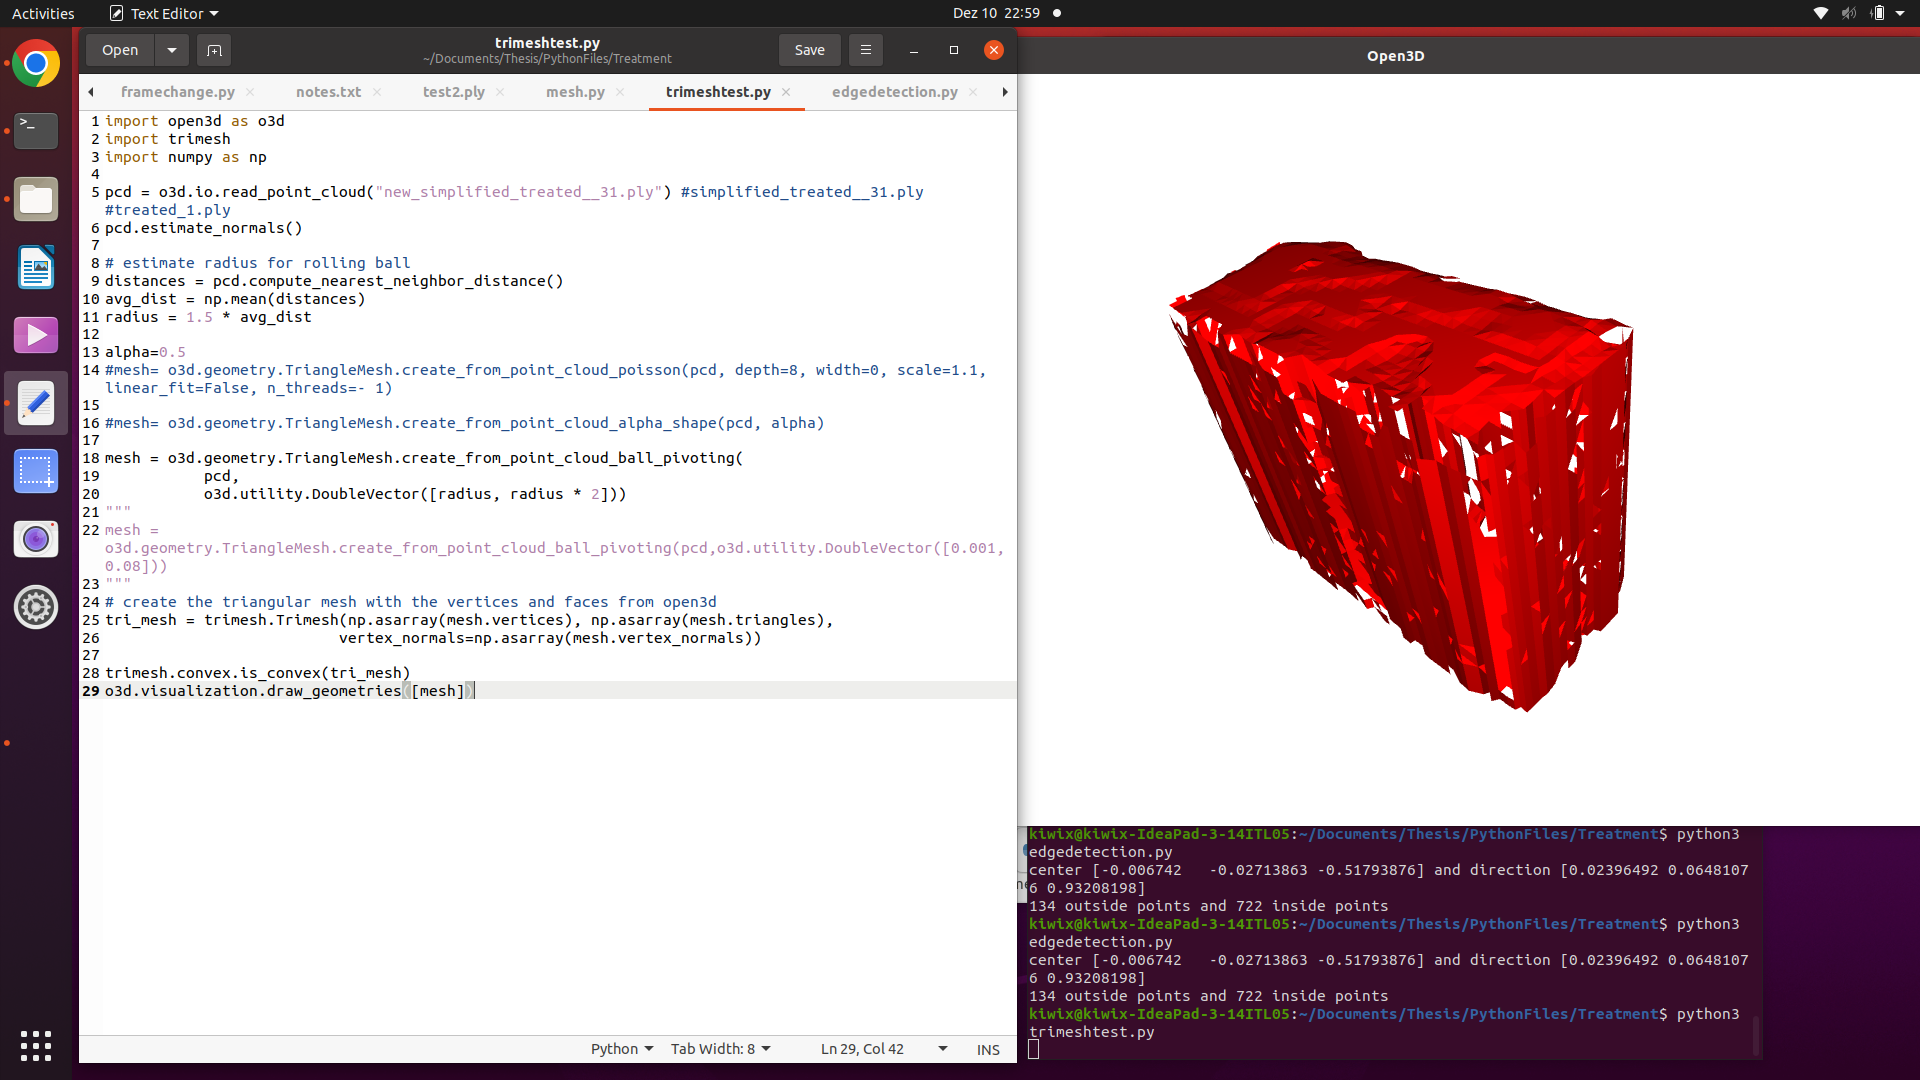 Activities
Text Editor
Dez 10 22:59
Open
trimeshtest.py
~/Documents/Thesis/PythonFiles/Treatment
Save
Open3D
framechange.py
notes.txt
test2.ply
mesh.py
trimeshtest.py
edgedetection.py
1 import open3d as o3d
2 import trimesh
3 import numpy as np
4
5 pcd = o3d.io.read_point_cloud("new_simplified_treated__31.ply") #simplified_treated__31.ply
#treated_1.ply
6 pcd.estimate_normals()
7
8 # estimate radius for rolling ball
9 distances = pcd.compute_nearest_neighbor_distance()
10 avg_dist = np.mean(distances)
11 radius = 1.5 * avg_dist
12
13 alpha=0.5
14 #mesh= o3d.geometry.TriangleMesh.create_from_point_cloud_poisson(pcd, depth=8, width=0, scale=1.1,
linear_fit=False, n_threads=- 1)
15
16 #mesh= o3d.geometry.TriangleMesh.create_from_point_cloud_alpha_shape(pcd, alpha)
17
18 mesh = o3d.geometry.TriangleMesh.create_from_point_cloud_ball_pivoting(
19 pcd,
20 o3d.utility.DoubleVector([radius, radius * 2]))
21 """
22 mesh =
o3d.geometry.TriangleMesh.create_from_point_cloud_ball_pivoting(pcd,o3d.utility.DoubleVector([0.001,
0.08]))
23 """
24 # create the triangular mesh with the vertices and faces from open3d
25 tri_mesh = trimesh.Trimesh(np.asarray(mesh.vertices), np.asarray(mesh.triangles),
26 vertex_normals=np.asarray(mesh.vertex_normals))
27
28 trimesh.convex.is_convex(tri_mesh)
29 o3d.visualization.draw_geometries([mesh])
Python
Tab Width: 8
Ln 29, Col 42
INS
kiwix@kiwix-IdeaPad-3-14ITL05:~/Documents/Thesis/PythonFiles/Treatment$ python3
edgedetection.py
center [-0.006742 -0.02713863 -0.51793876] and direction [0.02396492 0.0648107
6 0.93208198]
134 outside points and 722 inside points
kiwix@kiwix-IdeaPad-3-14ITL05:~/Documents/Thesis/PythonFiles/Treatment$ python3
edgedetection.py
center [-0.006742 -0.02713863 -0.51793876] and direction [0.02396492 0.0648107
6 0.93208198]
134 outside points and 722 inside points
kiwix@kiwix-IdeaPad-3-14ITL05:~/Documents/Thesis/PythonFiles/Treatment$ python3
trimeshtest.py